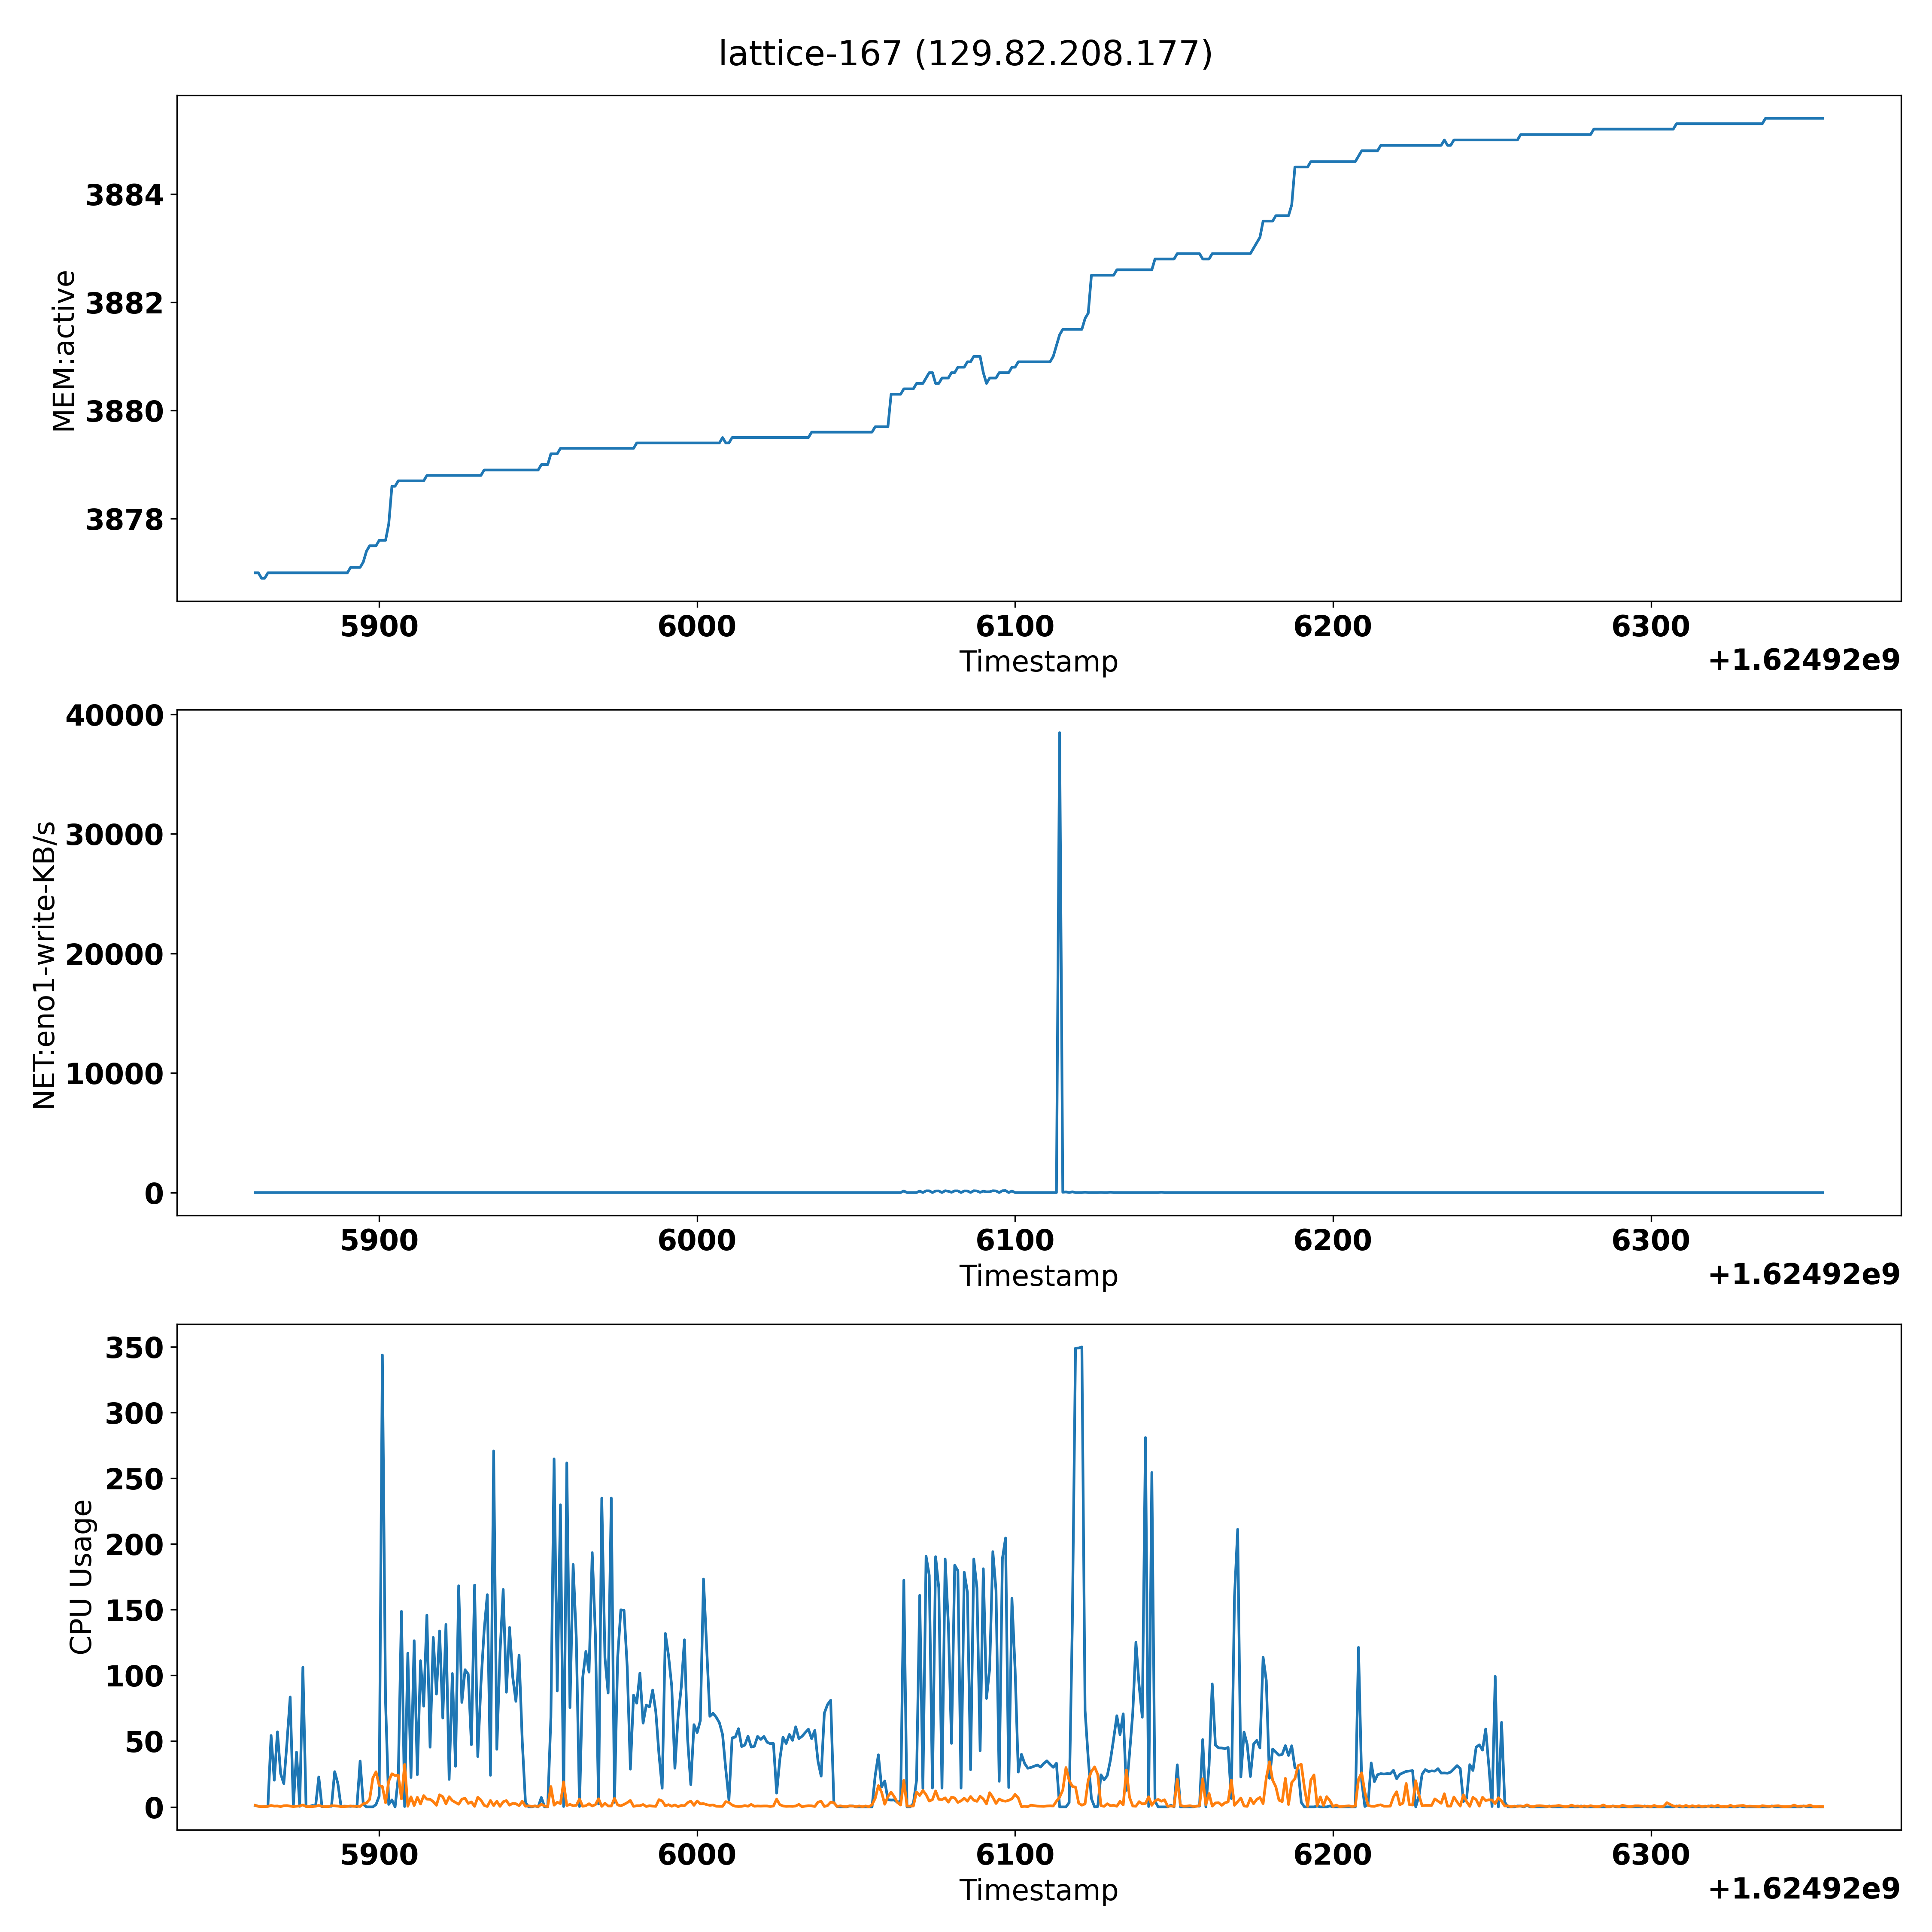 lattice-167 (129.82.208.177)
MEM:active
3884
3882
3880
3878
5900 6000 6100 6200 6300
Timestamp
+1.62492e9
NET:eno1-write-KB/s
40000
30000
20000
10000
0
5900 6000 6100 6200 6300
Timestamp
+1.62492e9
CPU Usage
350
300
250
200
150
100
50
0
5900 6000 6100 6200 6300
Timestamp
+1.62492e9